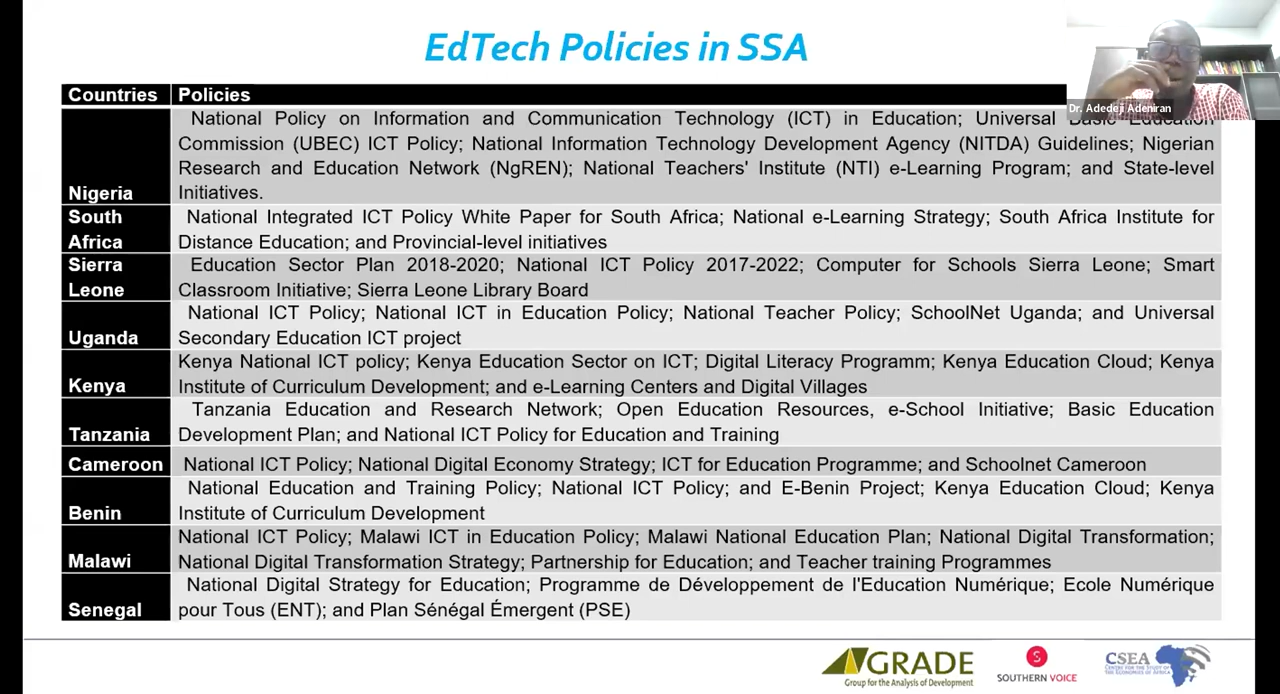 EdTech Policies in SSA
Dr. Adedeji Adeniran
Countries Policies
Nigeria
National Policy on Information and Communication Technology (ICT) in Education; Universal Basic Education
Commission (UBEC) ICT Policy; National Information Technology Development Agency (NITDA) Guidelines; Nigerian
Research and Education Network (NgREN); National Teachers' Institute (NTI) e-Learning Program; and State-level
Initiatives.
South
Africa
National Integrated ICT Policy White Paper for South Africa; National e-Learning Strategy; South Africa Institute for
Distance Education; and Provincial-level initiatives
Sierra
Leone
Education Sector Plan 2018-2020; National ICT Policy 2017-2022; Computer for Schools Sierra Leone; Smart
Classroom Initiative; Sierra Leone Library Board
Uganda
National ICT Policy; National ICT in Education Policy; National Teacher Policy; SchoolNet Uganda; and Universal
Secondary Education ICT project
Kenya
Kenya National ICT policy; Kenya Education Sector on ICT; Digital Literacy Programm; Kenya Education Cloud; Kenya
Institute of Curriculum Development; and e-Learning Centers and Digital Villages
Tanzania
Tanzania Education and Research Network; Open Education Resources, e-School Initiative; Basic Education
Development Plan; and National ICT Policy for Education and Training
Cameroon
National ICT Policy; National Digital Economy Strategy; ICT for Education Programme; and Schoolnet Cameroon
Benin
National Education and Training Policy; National ICT Policy; and E-Benin Project; Kenya Education Cloud; Kenya
Institute of Curriculum Development
Malawi
National ICT Policy; Malawi ICT in Education Policy; Malawi National Education Plan; National Digital Transformation;
National Digital Transformation Strategy; Partnership for Education; and Teacher training Programmes
Senegal
National Digital Strategy for Education; Programme de Développement de l'Education Numérique; Ecole Numérique
pour Tous (ENT); and Plan Sénégal Émergent (PSE)
GRADE
Group for the Analysis of Development
S
SOUTHERN VOICE
CSEA
CENTRE FOR THE STUDY OF
THE ECONOMIES OF AFRICA